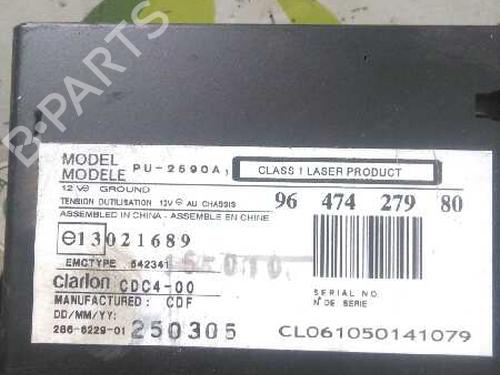 B-PARTS
MODEL
MODELE PU-2590A,
CLASS 1 LASER PRODUCT
12 V GROUND
TENSION DUTILISATION 12V AU CHASSIS
ASSEMBLED IN CHINA - ASSEMBLE EN CHINE
96 474 279 80
e13 021689
EMCTYPE 542341
clarion CDC4-00
MANUFACTURED: CDF
DD/MM/YY:
286-6229-01 250305
SERIAL NO.
N° DE SERIE
CL061050141079